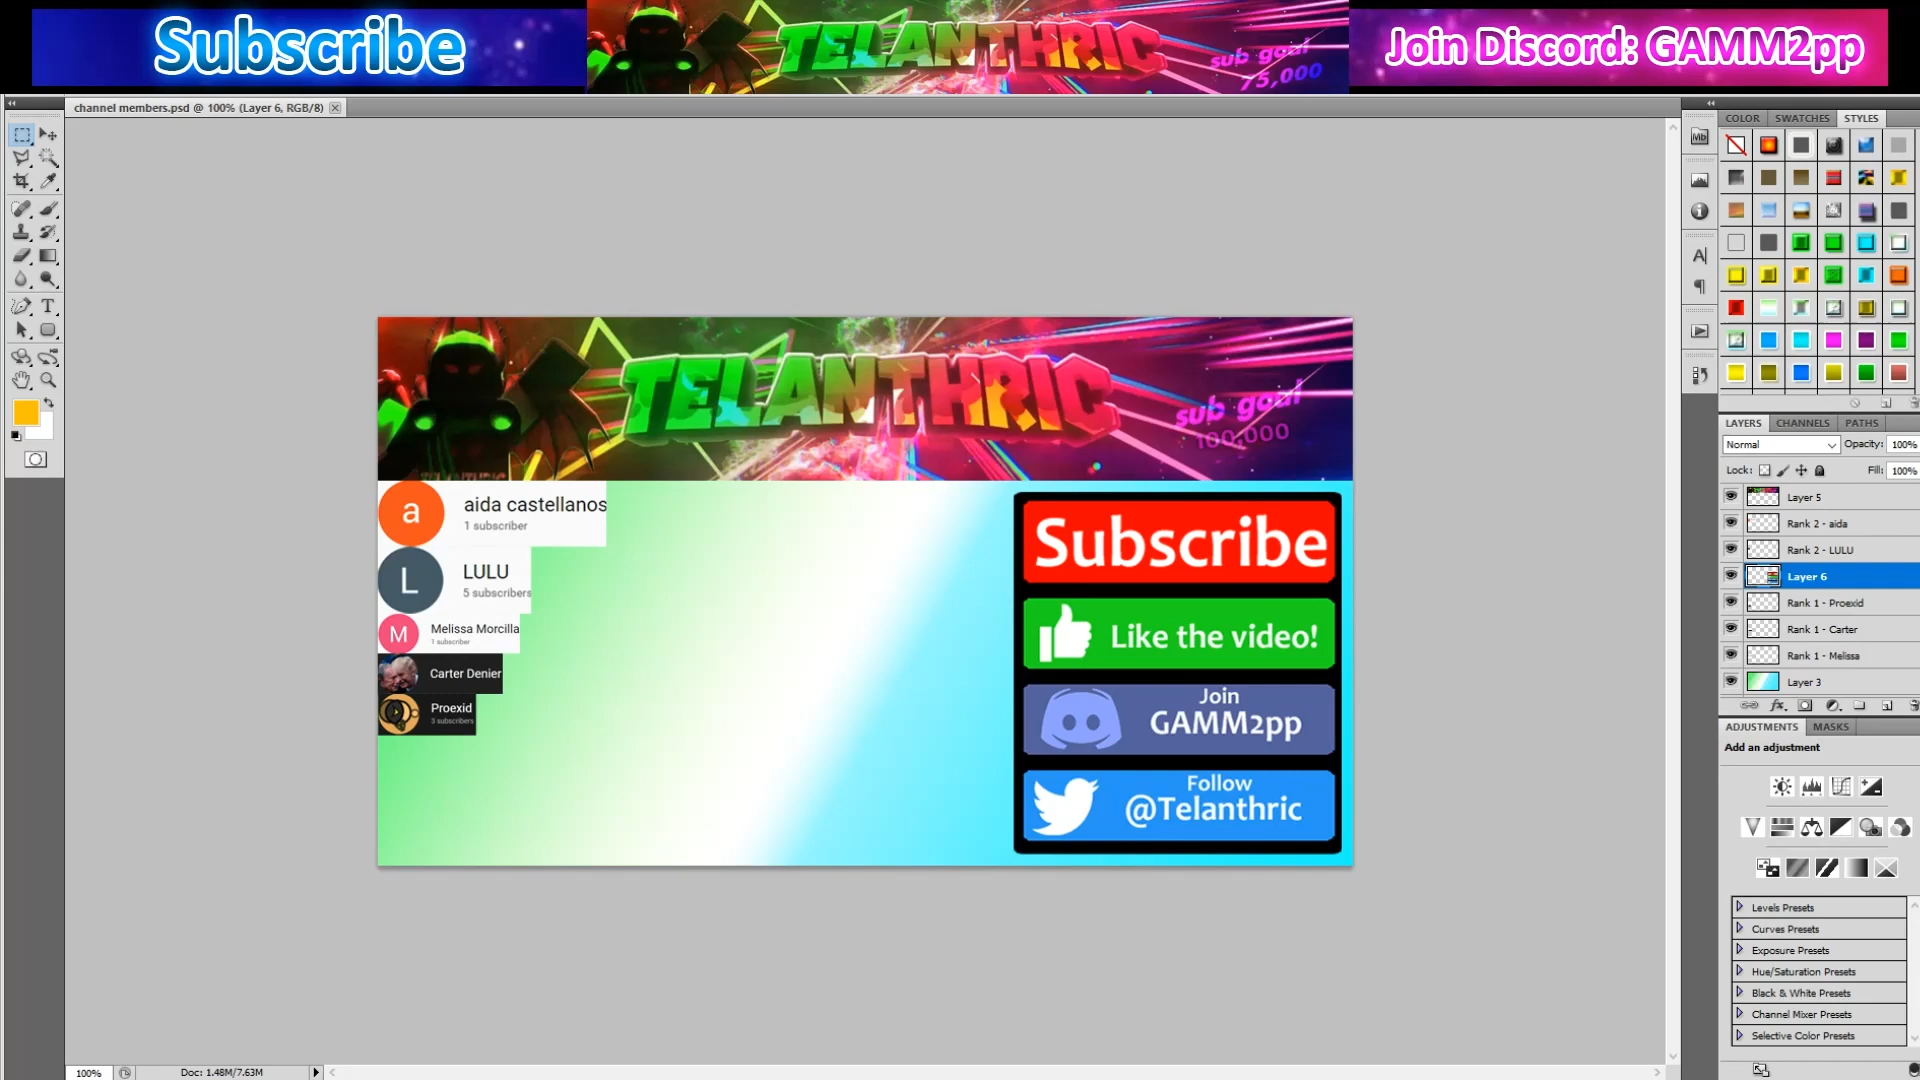 Subscribe
TELANTHRIC
sub goal
75,000
Join Discord: GAMM2pp
channel members.psd @ 100% (Layer 6, RGB/8)
COLOR
SWATCHES
STYLES
Mb
TELANTHRIC
sub goal
100,000
a
aida castellanos
1 subscriber
L
LULU
5 subscribers
M
Melissa Morcilla
1 subscriber
Carter Denier
Proexid
3 subscribers
Subscribe
Like the video!
Join
GAMM2pp
Follow
@Telanthric
LAYERS
CHANNELS
PATHS
Normal
Opacity: 100%
Lock:
Fill: 100%
Layer 5
Rank 2 - aida
Rank 2 - LULU
Layer 6
Rank 1 - Proexid
Rank 1 - Carter
Rank 1 - Melissa
Layer 3
ADJUSTMENTS
MASKS
Add an adjustment
Levels Presets
Curves Presets
Exposure Presets
Hue/Saturation Presets
Black & White Presets
Channel Mixer Presets
Selective Color Presets
100%
Doc: 1.48M/7.63M